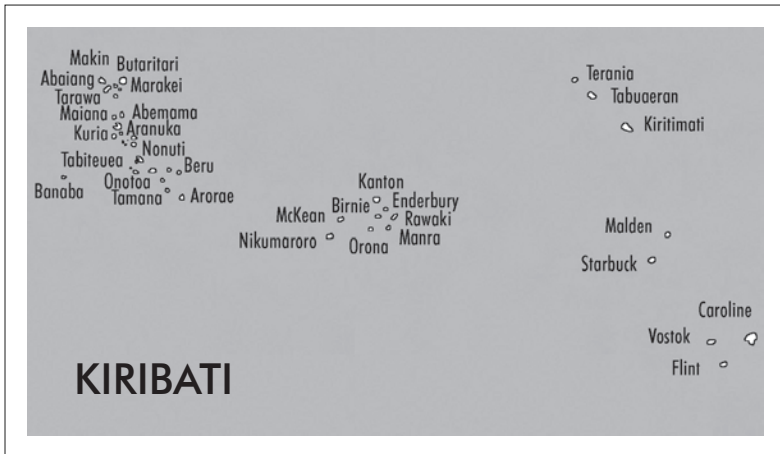 Makin
Butaritari
Abaiang
Marakei
Tarawa
Maiana
Abemama
Kuria
Aranuka
Nonuti
Tabiteuea
Beru
Banaba
Onotoa
Tamana
Arorae
Kanton
Birnie
Enderbury
McKean
Rawaki
Nikumaroro
Orona
Manra
Terania
Tabuaeran
Kiritimati
Malden
Starbuck
Caroline
Vostok
Flint
KIRIBATI